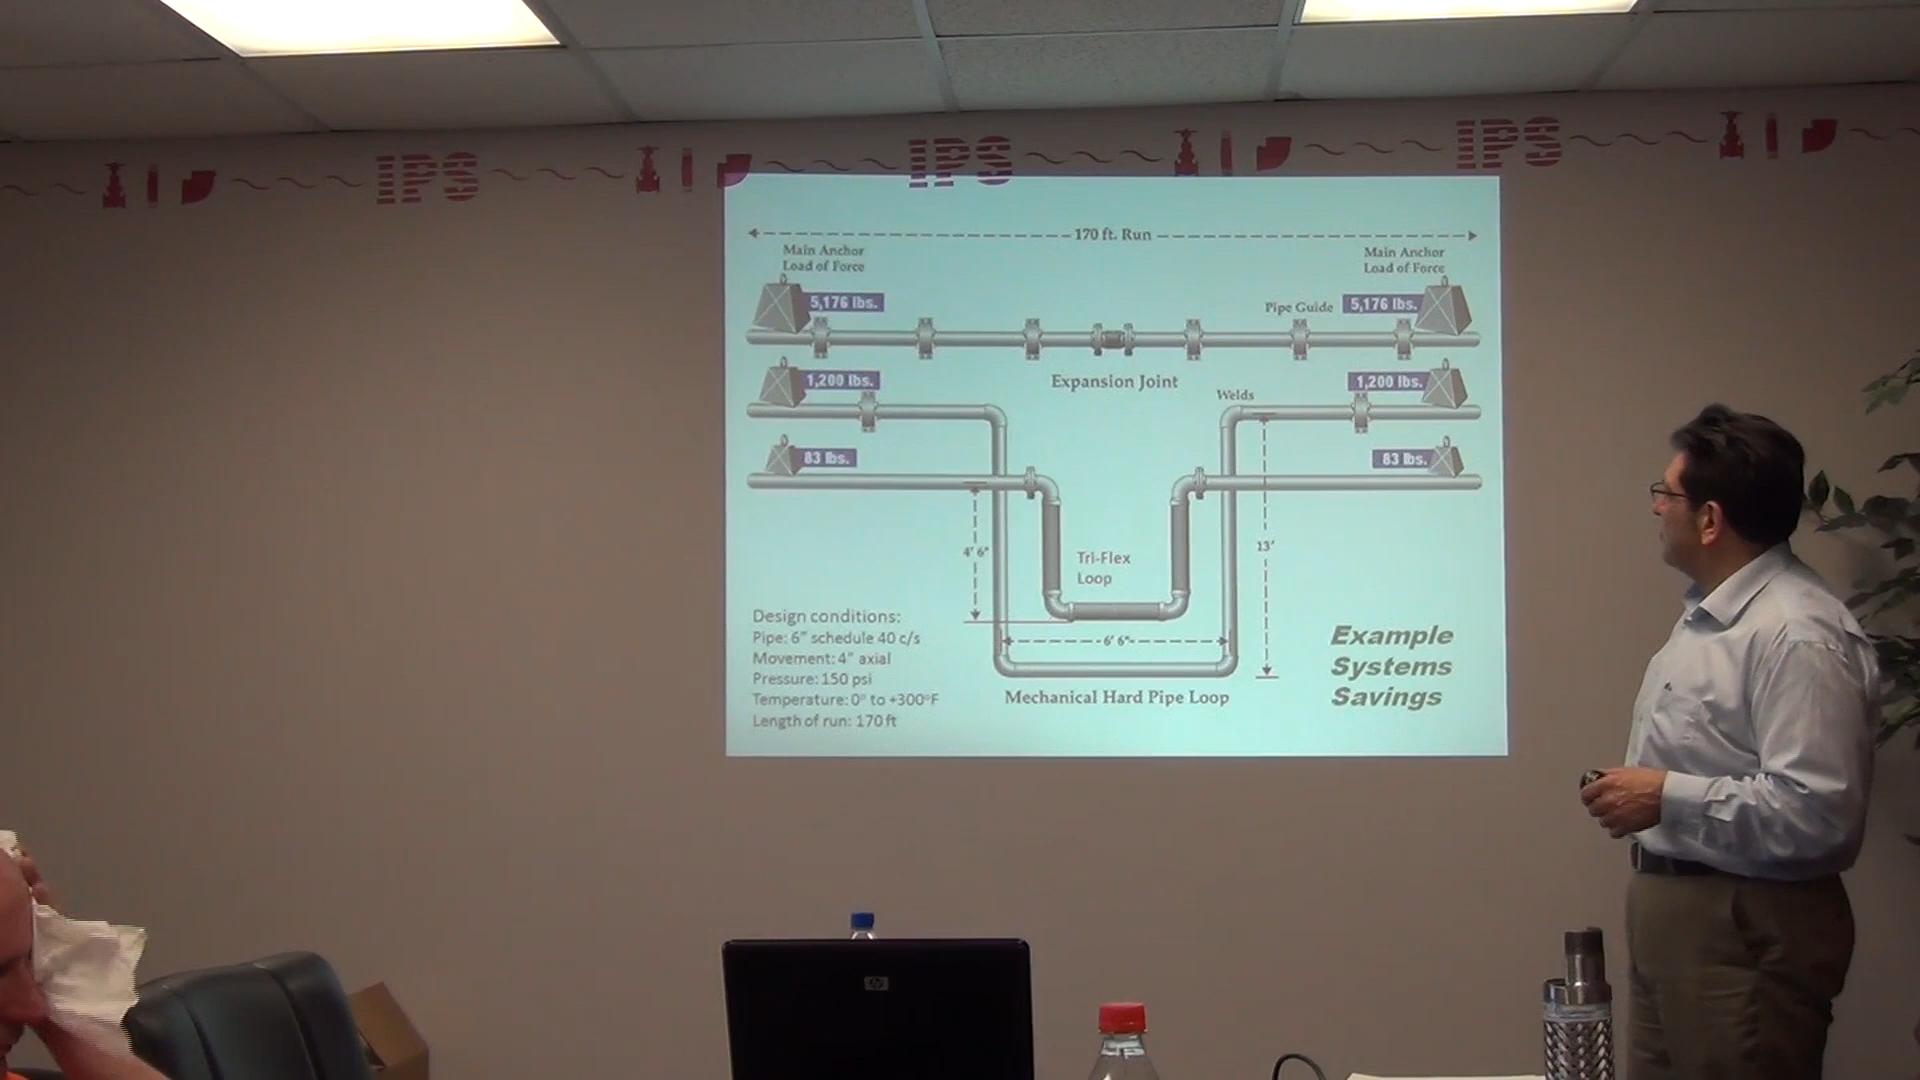 IPS
IPS
IPS
170 ft. Run
Main Anchor
Load of Force
Main Anchor
Load of Force
5,176 lbs.
Pipe Guide
5,176 lbs.
1,200 lbs.
Expansion Joint
1,200 lbs.
Welds
83 lbs.
83 lbs.
4' 6"
Tri-Flex
Loop
13'
Design conditions:
Pipe: 6" schedule 40 c/s
Movement: 4" axial
Pressure: 150 psi
Temperature: 0° to +300°F
Length of run: 170 ft
6' 6"
Mechanical Hard Pipe Loop
Example
Systems
Savings
hp